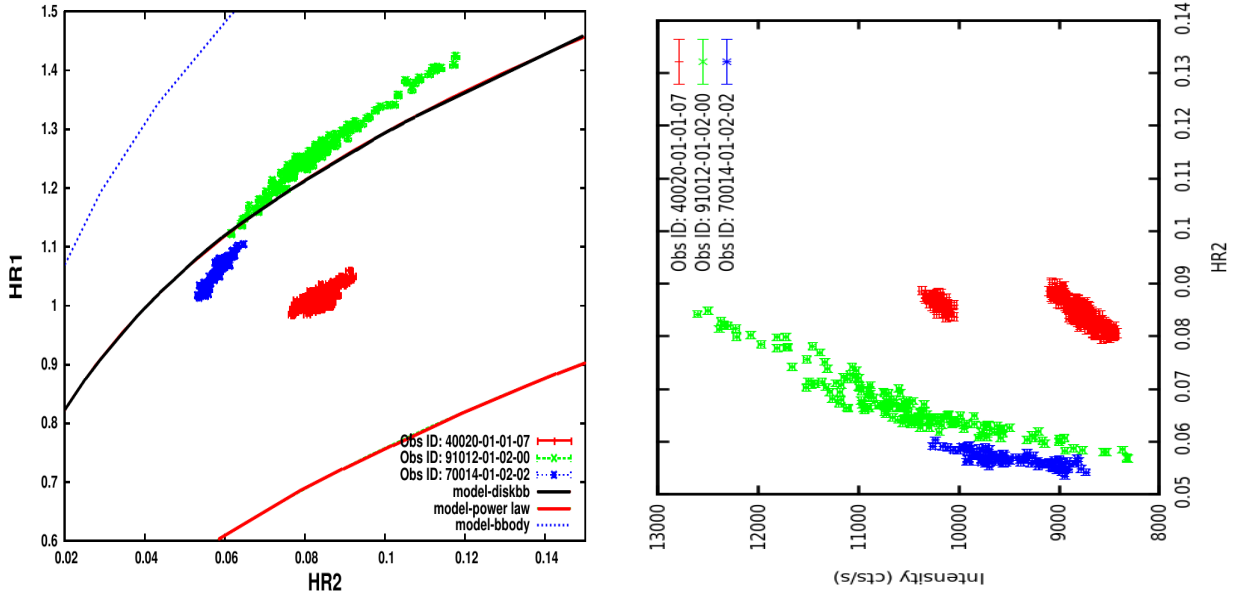 1.5
1.4
1.3
1.2
1.1
1
0.9
0.8
0.7
0.6
HR1
0.02
0.04
0.06
0.08
0.1
0.12
0.14
HR2
Obs ID: 40020-01-01-07
Obs ID: 91012-01-02-00
Obs ID: 70014-01-02-02
model-diskbb
model-power law
model-bbody
Obs ID: 40020-01-01-07
Obs ID: 91012-01-02-00
Obs ID: 70014-01-02-02
0.14
0.13
0.12
0.11
0.1
0.09
0.08
0.07
0.06
0.05
HR2
13000
12000
11000
10000
9000
8000
Intensity (cts/s)